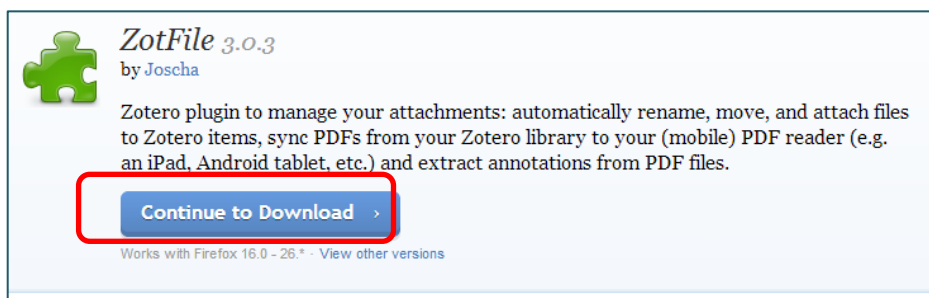 ZotFile 3.0.3
by Joscha
Zotero plugin to manage your attachments: automatically rename, move, and attach files
to Zotero items, sync PDFs from your Zotero library to your (mobile) PDF reader (e.g.
an iPad, Android tablet, etc.) and extract annotations from PDF files.
Continue to Download ›
Works with Firefox 16.0 - 26.* · View other versions